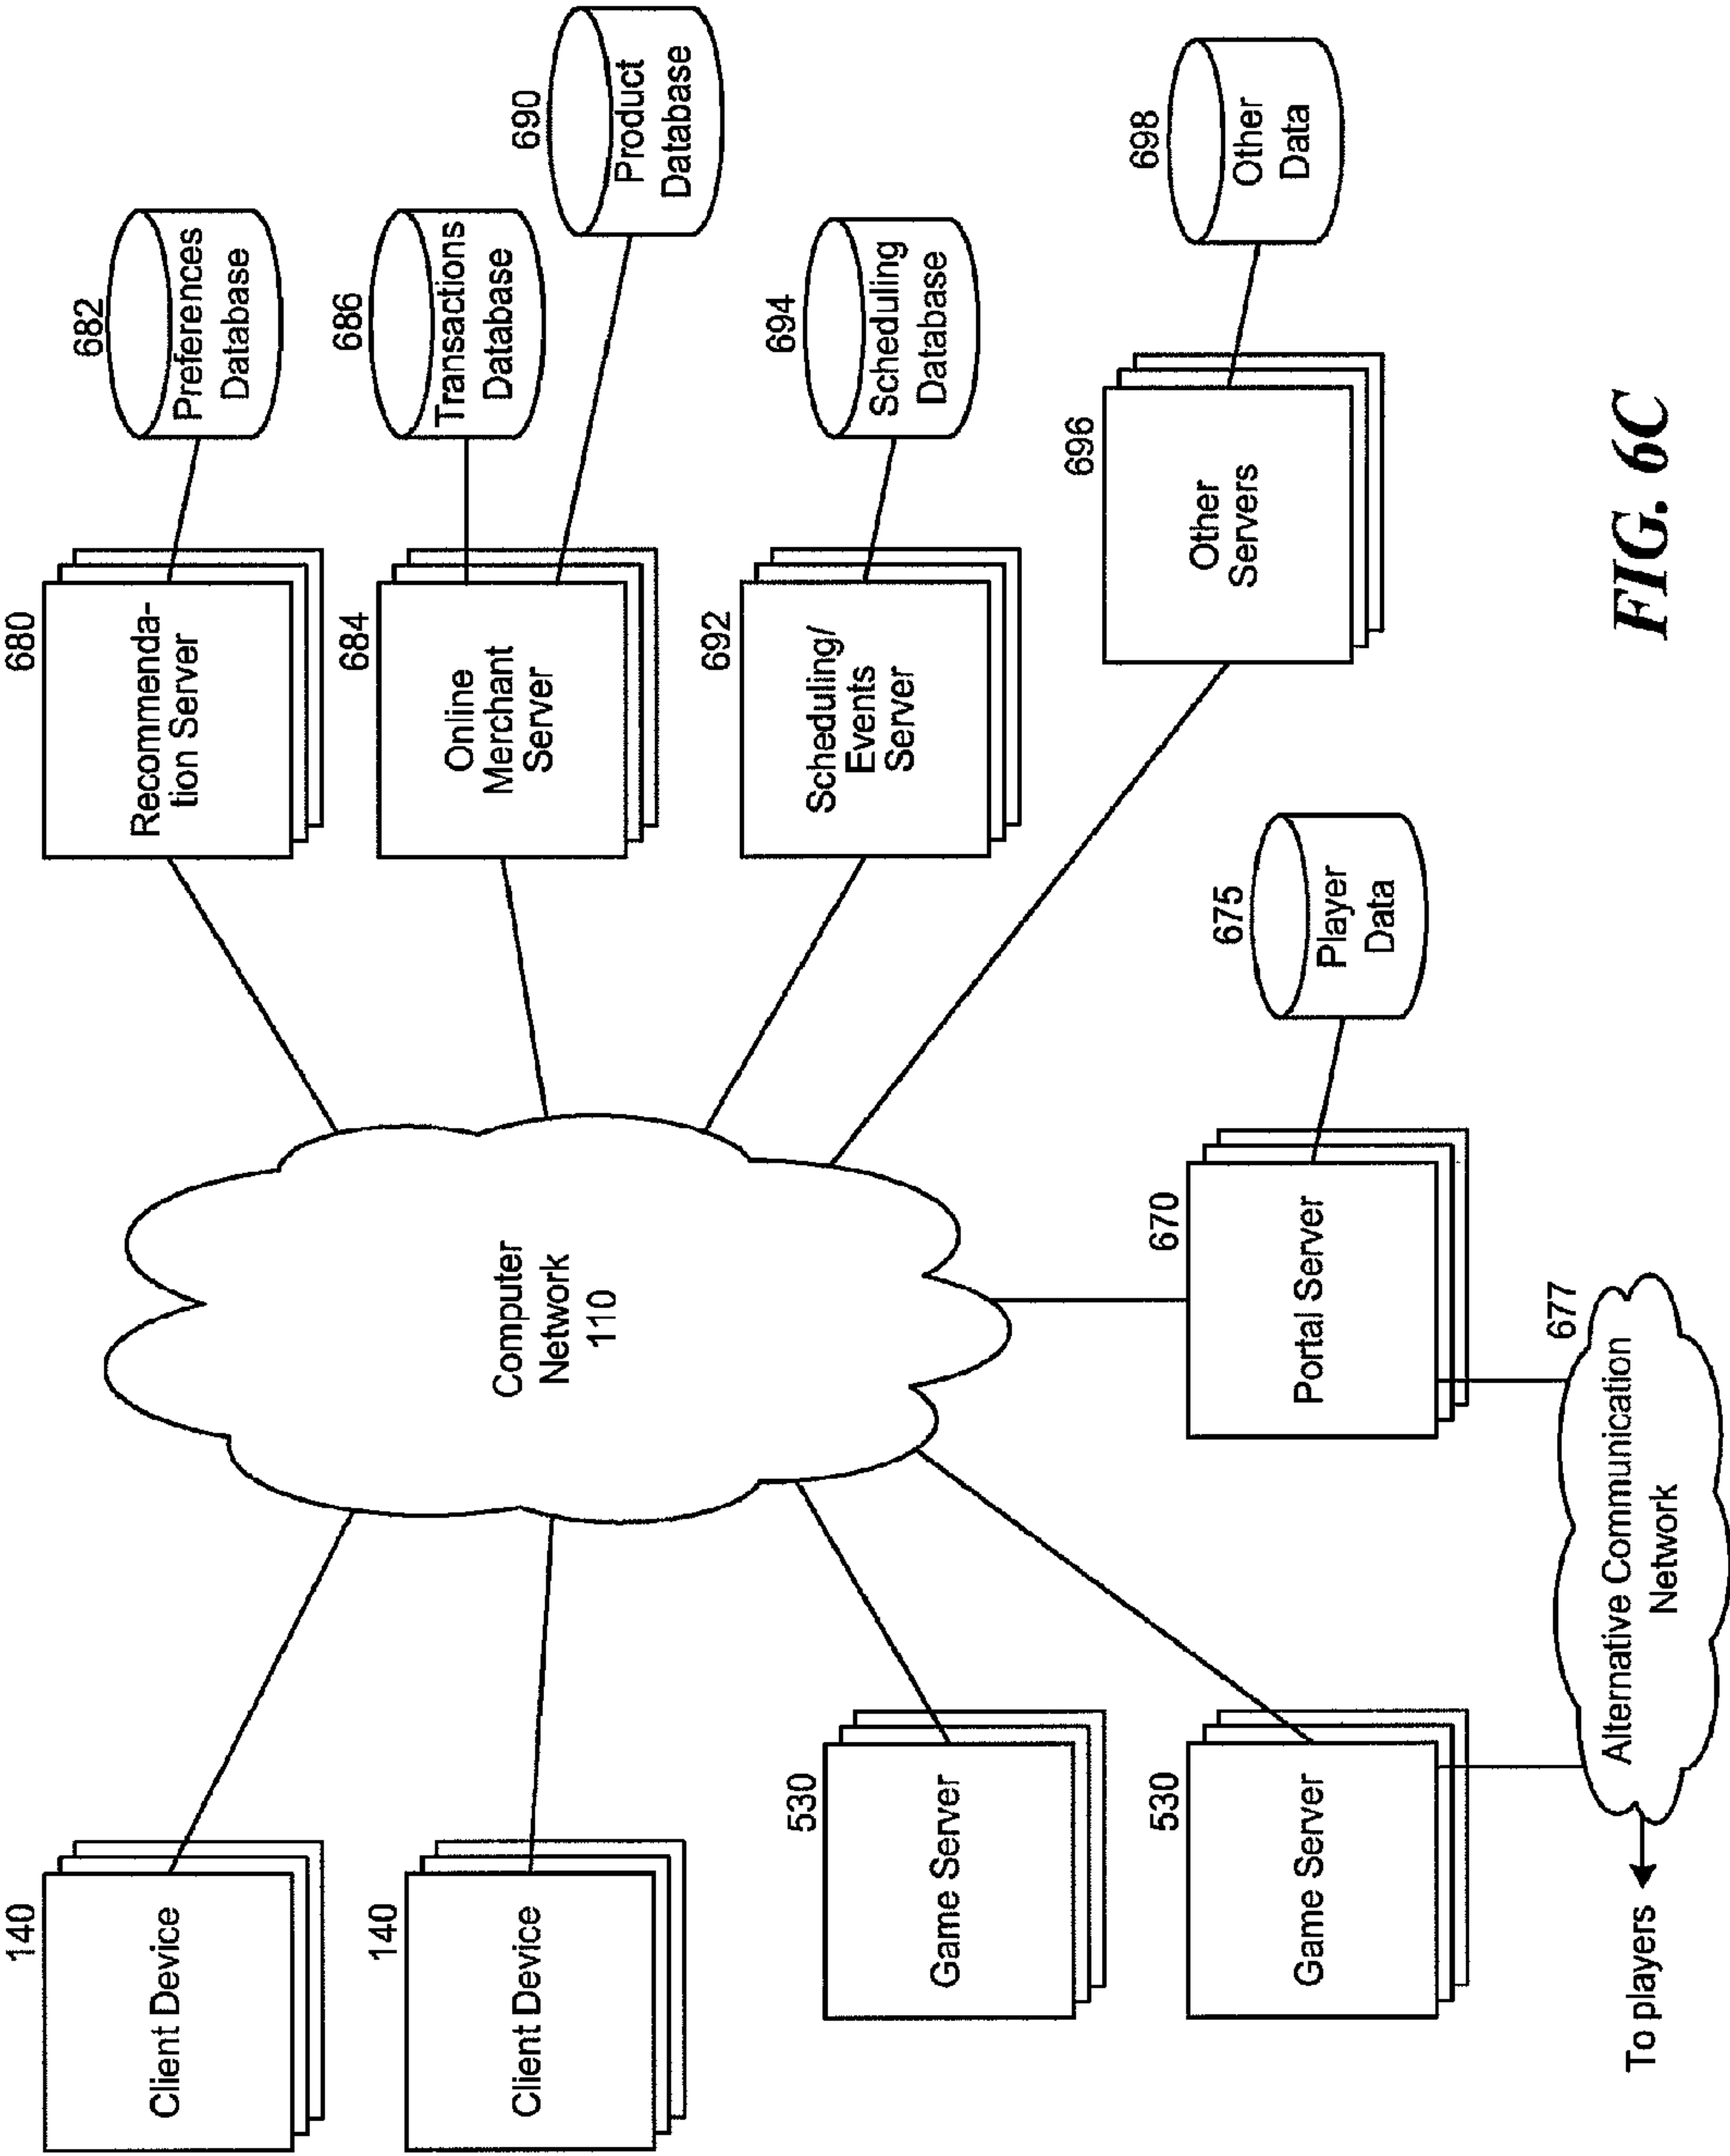 140
Client Device
140
Client Device
530
Game Server
530
Game Server
To players
Alternative Communication
Network
677
Computer
Network
110
670
Portal Server
675
Player
Data
680
Recommenda-
tion Server
682
Preferences
Database
684
Online
Merchant
Server
686
Transactions
Database
690
Product
Database
692
Scheduling/
Events
Server
694
Scheduling
Database
696
Other
Servers
698
Other
Data
FIG. 6C